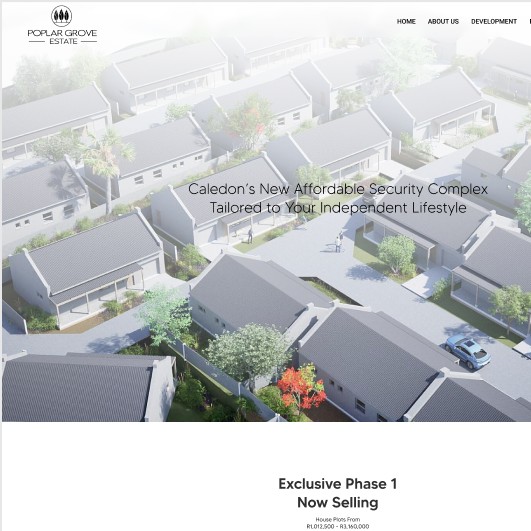 POPLAR GROVE
ESTATE
HOME ABOUT US DEVELOPMENT
Caledon's New Affordable Security Complex
Tailored to Your Independent Lifestyle
Exclusive Phase 1
Now Selling
House Plots From
R1,012,500 - R3,160,000